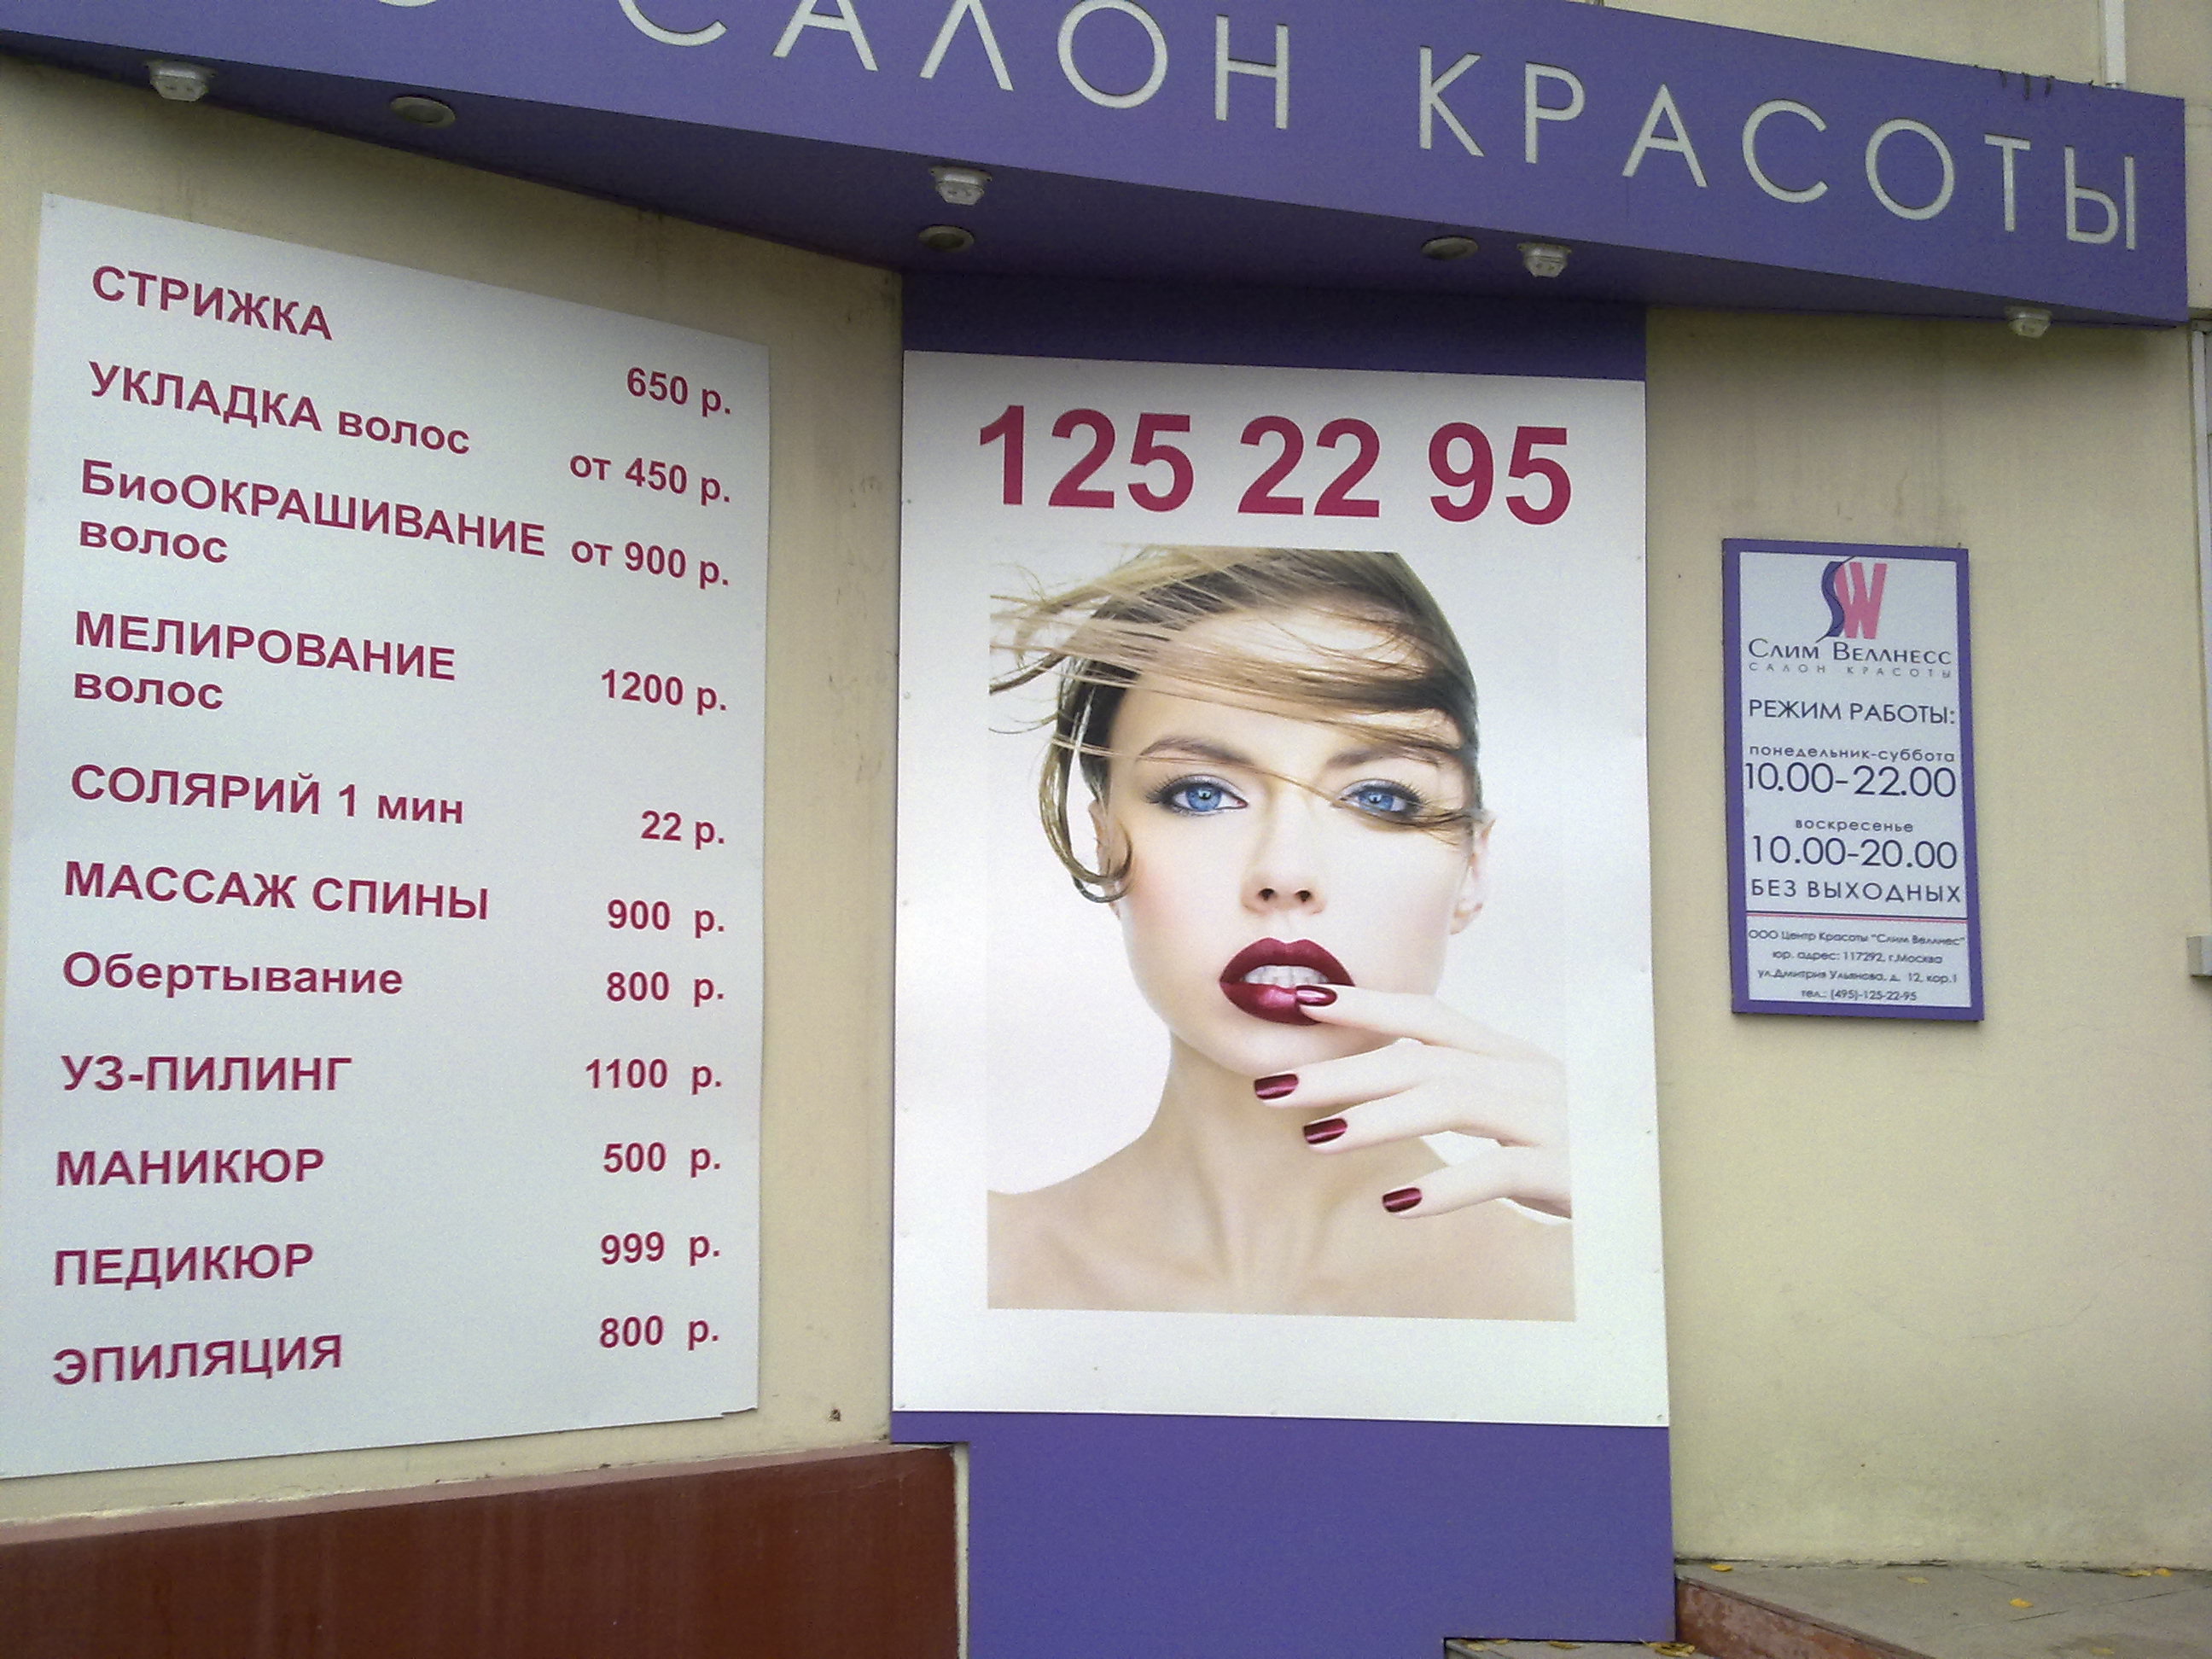 САЛОН КРАСОТЫ
СТРИЖКА
650 р.
УКЛАДКА волос
от 450 р.
БиоОКРАШИВАНИЕ
волос
от 900 р.
МЕЛИРОВАНИЕ
волос
1200 р.
СОЛЯРИЙ 1 мин
22 р.
МАССАЖ СПИНЫ
900 р.
Обертывание
800 р.
УЗ-ПИЛИНГ
1100 р.
МАНИКЮР
500 р.
ПЕДИКЮР
999 р.
ЭПИЛЯЦИЯ
800 р.
125 22 95
SW
Слим Веллнесс
САЛОН КРАСОТЫ
РЕЖИМ РАБОТЫ:
понедельник-суббота
10.00-22.00
воскресенье
10.00-20.00
БЕЗ ВЫХОДНЫХ
ООО Центр Красоты "Слим Веллнес"
юр. адрес: 117292, г.Москва
ул.Дмитрия Ульянова, д. 12, кор.1
тел.: (495)-125-22-95